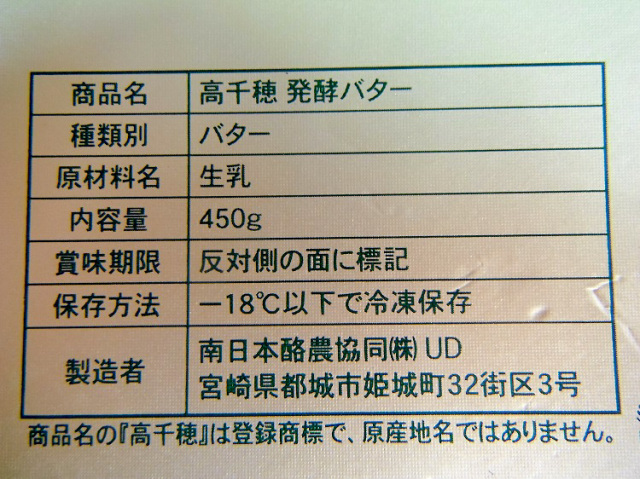 商品名 高千穂 発酵バター
種類別 バター
原材料名 生乳
内容量 450g
賞味期限 反対側の面に標記
保存方法 −18℃以下で冷凍保存
製造者 南日本酪農協同㈱ UD
宮崎県都城市姫城町32街区3号
商品名の『高千穂』は登録商標で、原産地名ではありません。